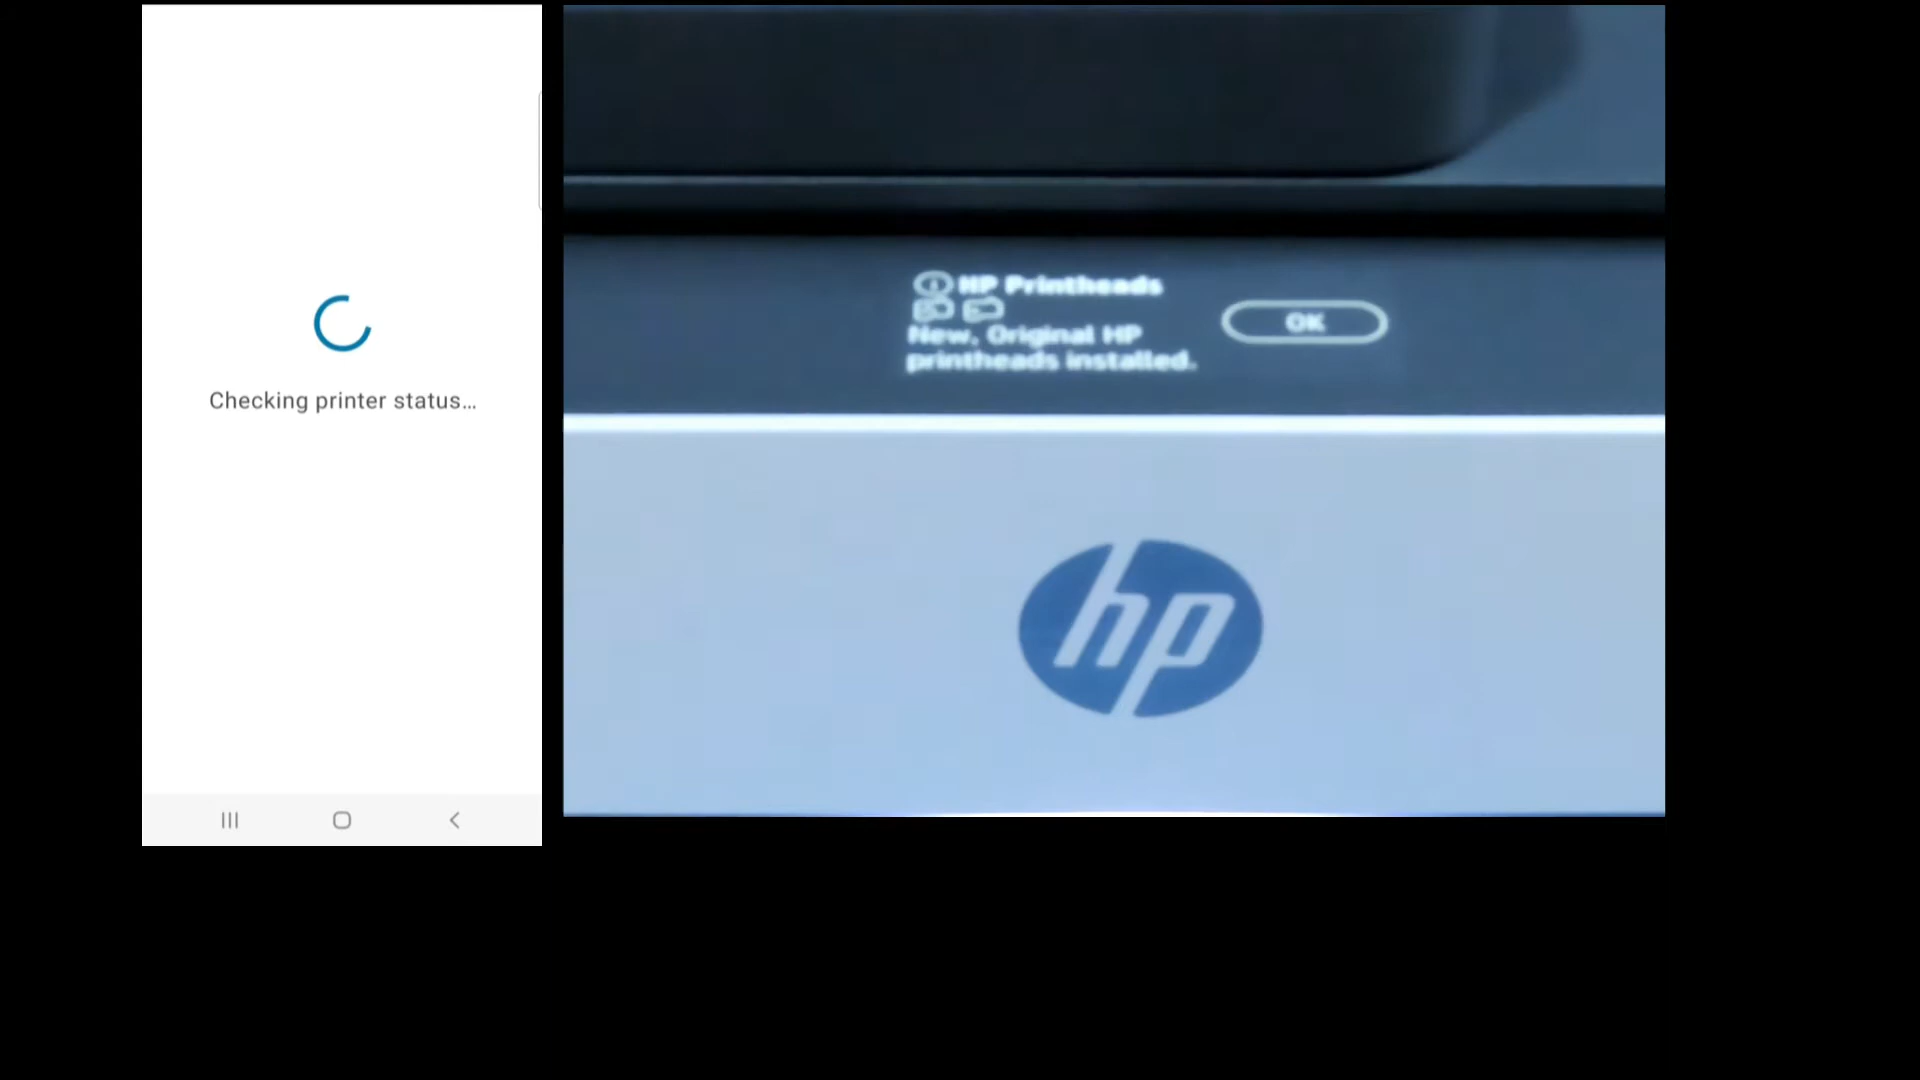 Checking printer status...
HP Printheads
New, Original HP
printheads installed.
OK
hp